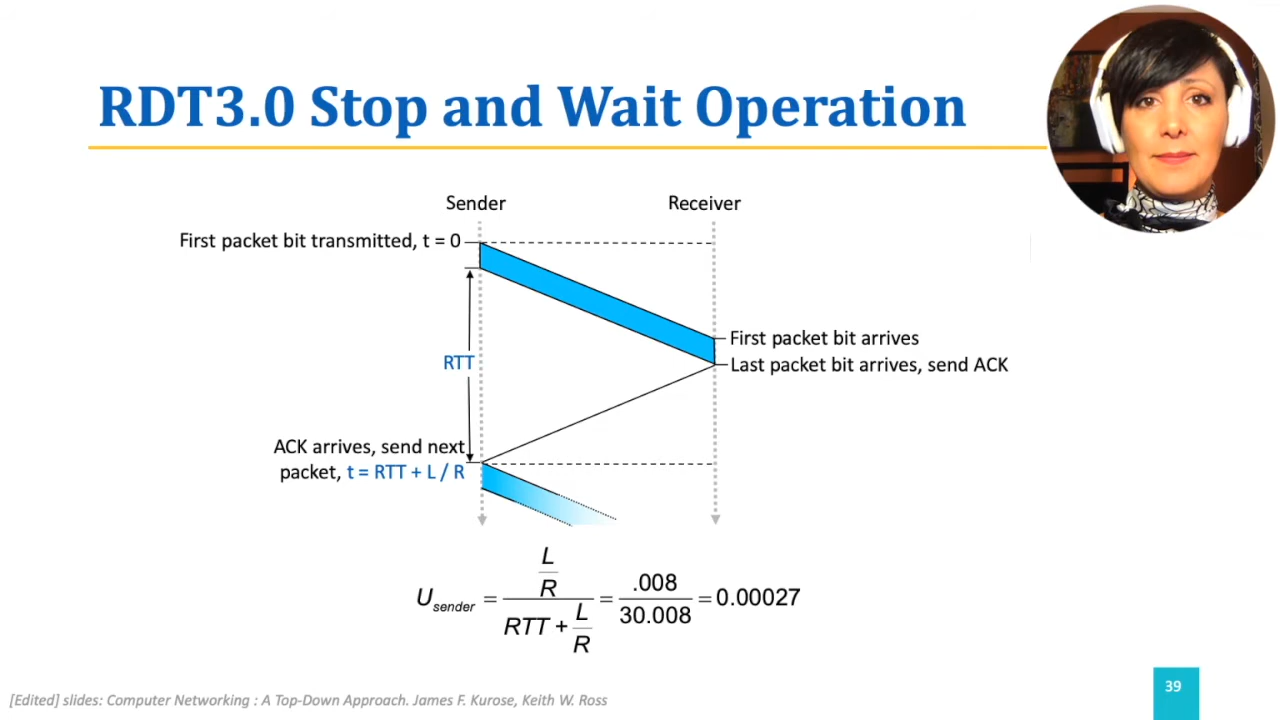 RDT3.0 Stop and Wait Operation
Sender
Receiver
First packet bit transmitted, t = 0
First packet bit arrives
RTT
Last packet bit arrives, send ACK
ACK arrives, send next
packet, t = RTT + L / R
U sender = (L/R) / (RTT + L/R) = .008 / 30.008 = 0.00027
[Edited] slides: Computer Networking : A Top-Down Approach. James F. Kurose, Keith W. Ross
39